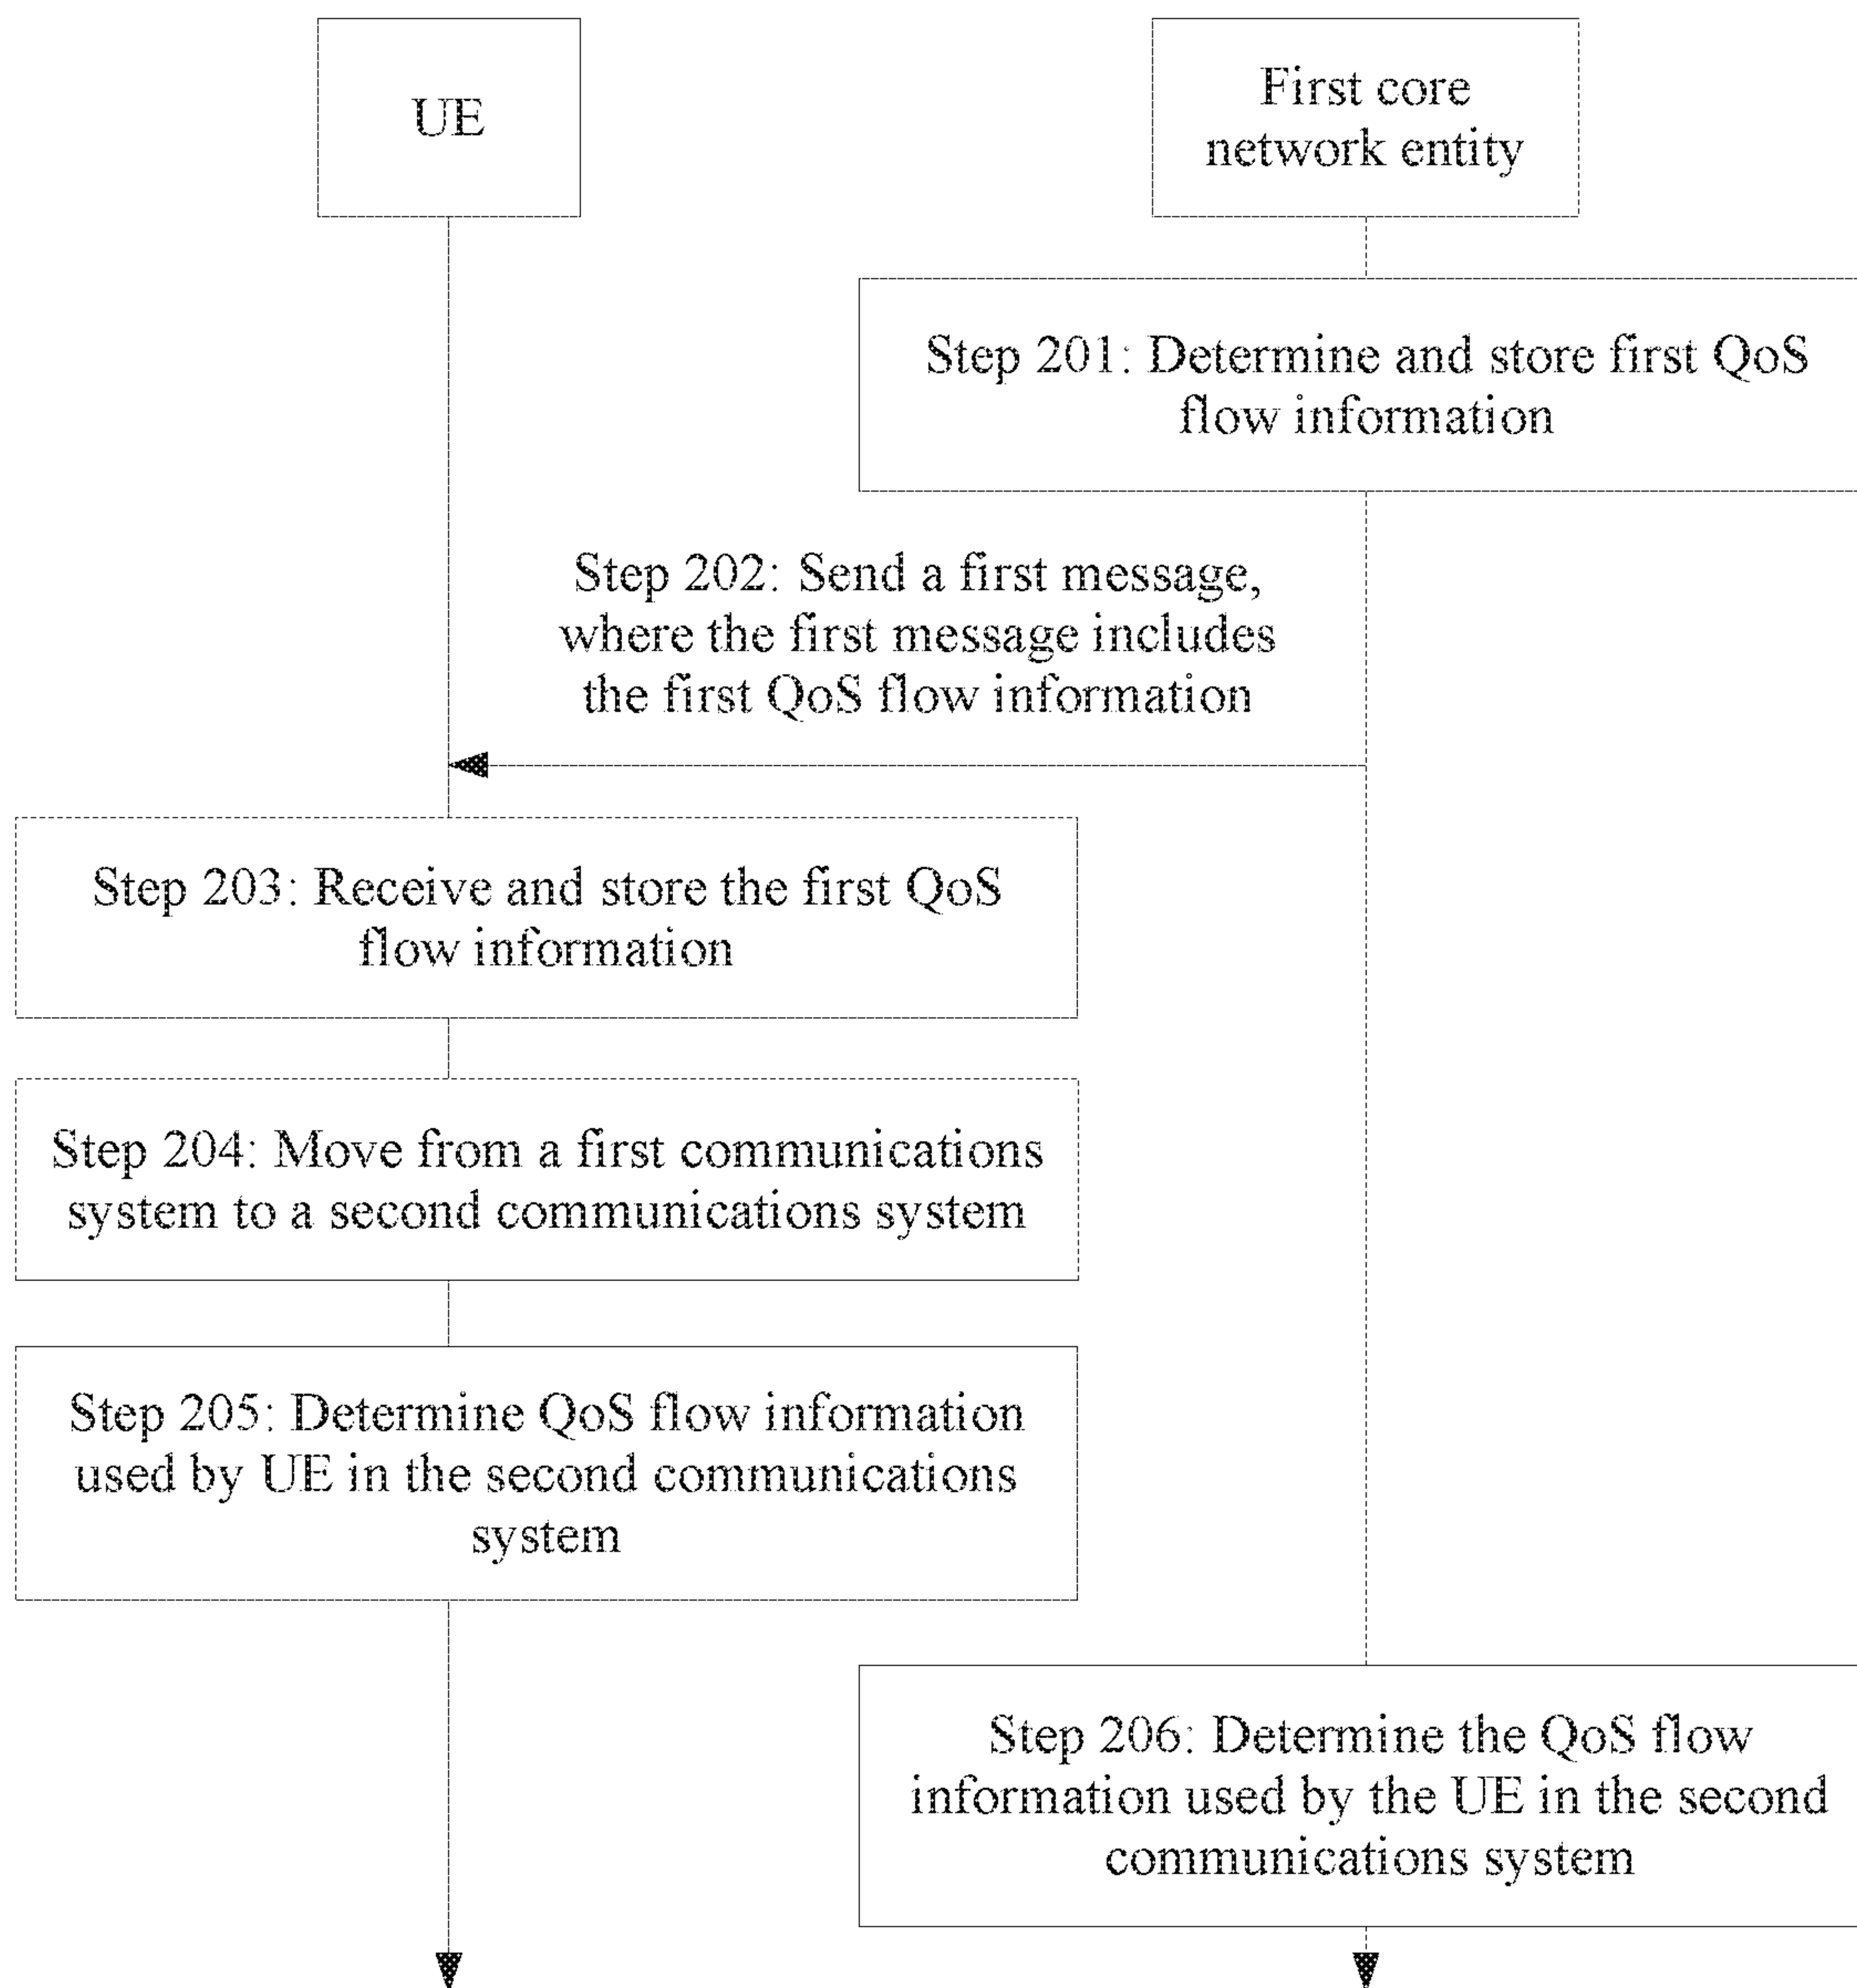 UE
First core
network entity
Step 201: Determine and store first QoS
flow information
Step 202: Send a first message,
where the first message includes
the first QoS flow information
Step 203: Receive and store the first QoS
flow information
Step 204: Move from a first communications
system to a second communications system
Step 205: Determine QoS flow information
used by UE in the second communications
system
Step 206: Determine the QoS flow
information used by the UE in the second
communications system